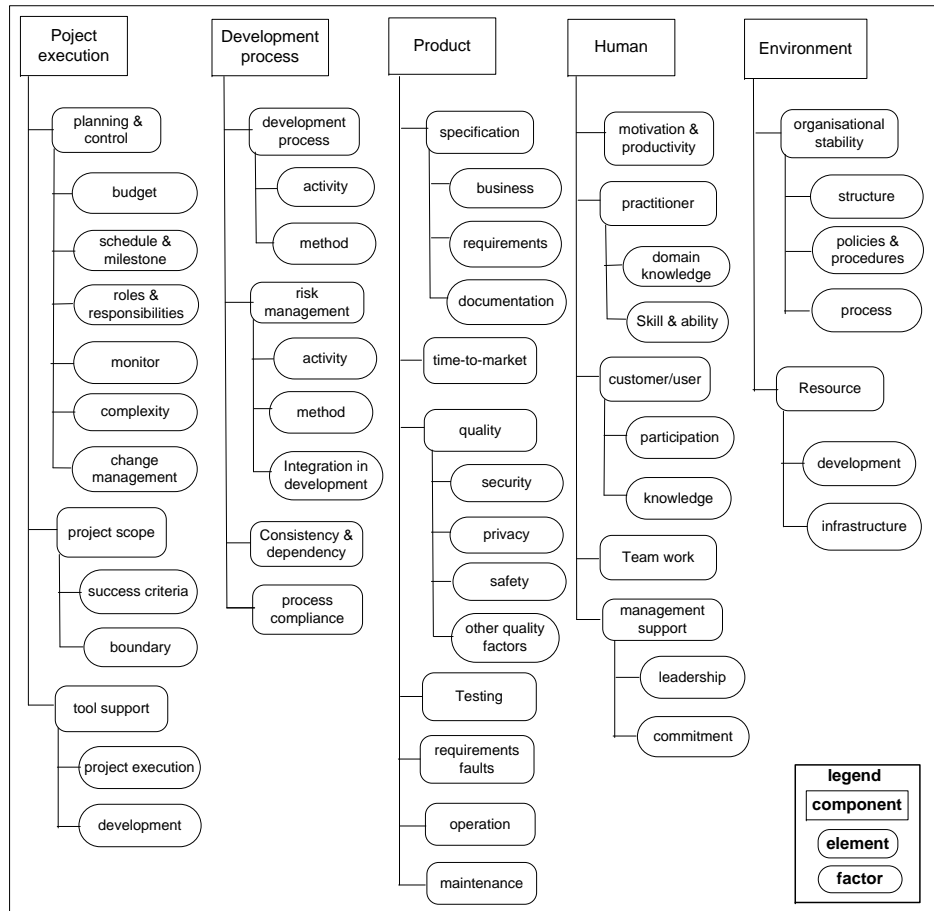 Poject
execution
planning &
control
budget
schedule &
milestone
roles &
responsibilities
monitor
complexity
change
management
project scope
success criteria
boundary
tool support
project execution
development
Development
process
development
process
activity
method
risk
management
activity
method
Integration in
development
Consistency &
dependency
process
compliance
Product
specification
business
requirements
documentation
time-to-market
quality
security
privacy
safety
other quality
factors
Testing
requirements
faults
operation
maintenance
Human
motivation &
productivity
practitioner
domain
knowledge
Skill & ability
customer/user
participation
knowledge
Team work
management
support
leadership
commitment
Environment
organisational
stability
structure
policies &
procedures
process
Resource
development
infrastructure
legend
component
element
factor